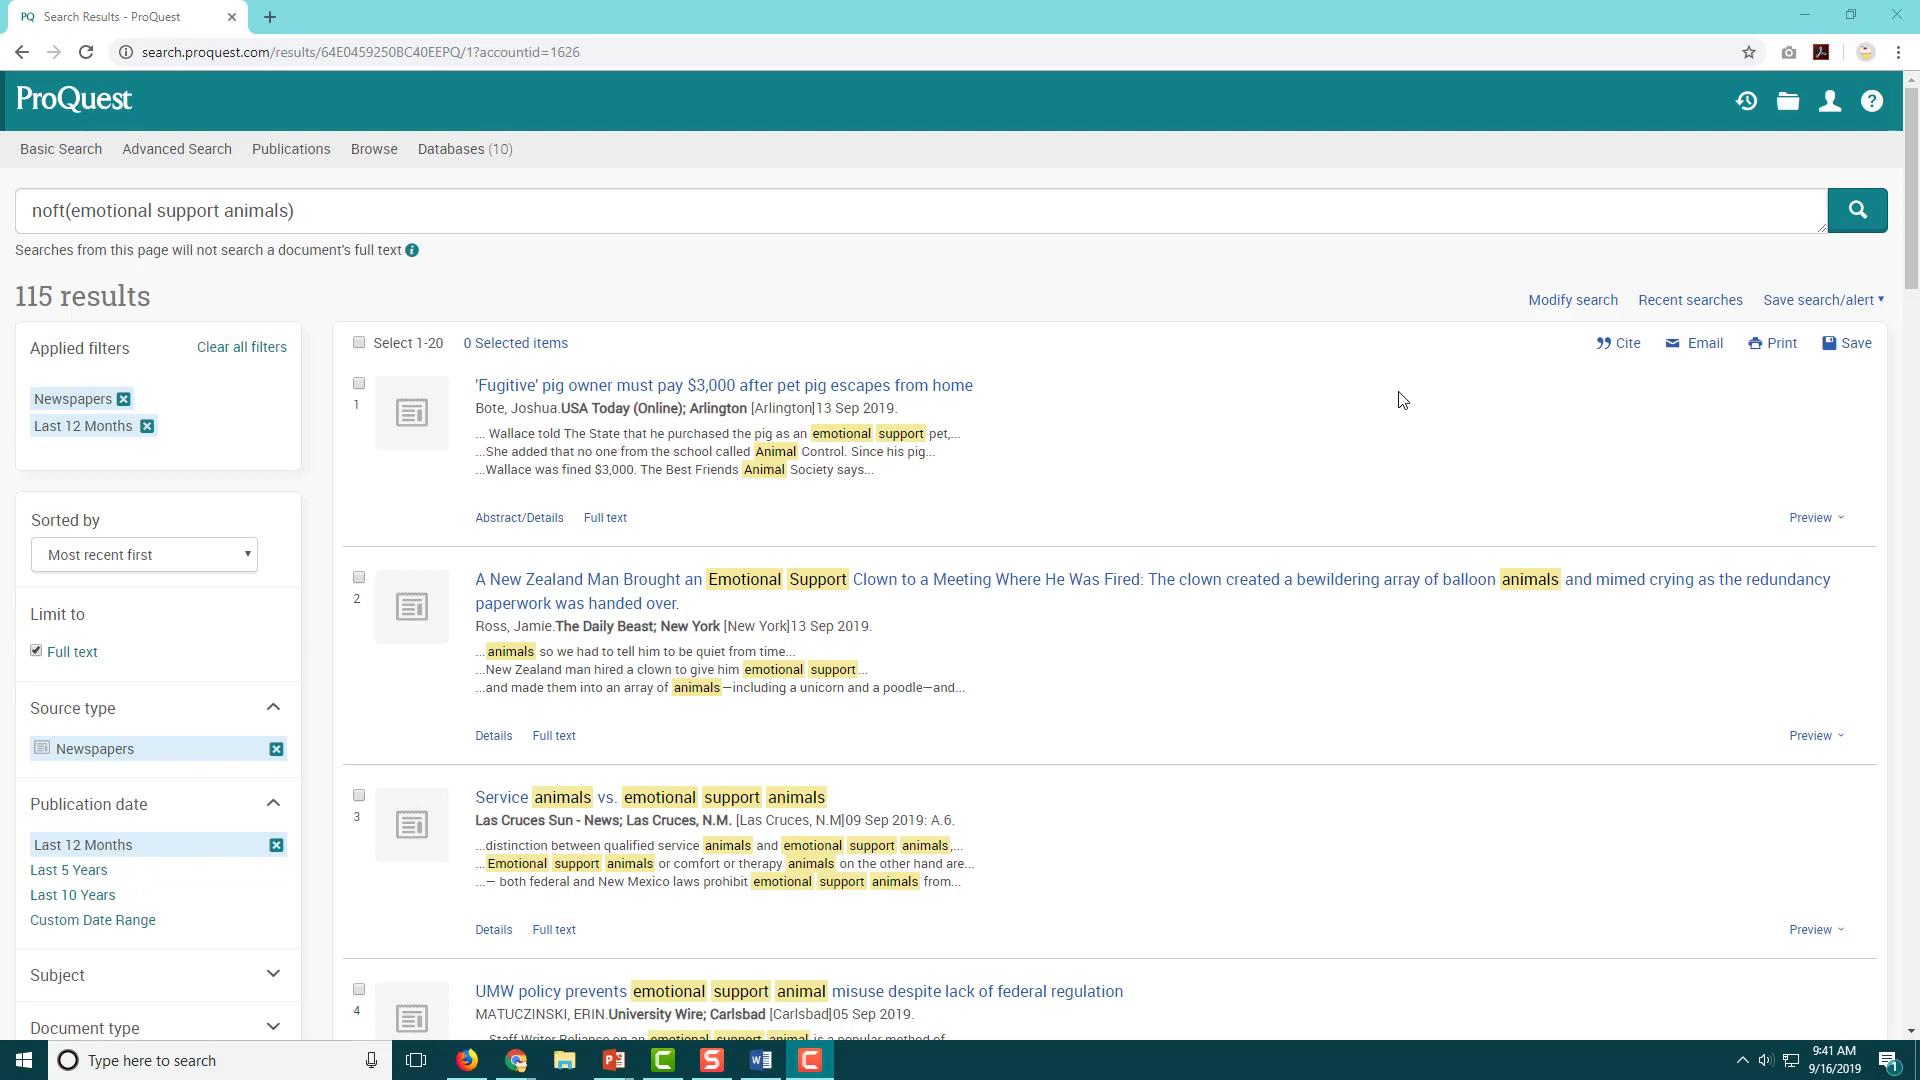 PQ Search Results - ProQuest
search.proquest.com/results/64E0459250BC40EEPQ/1?accountid=1626
ProQuest
Basic Search Advanced Search Publications Browse Databases (10)
noft(emotional support animals)
Searches from this page will not search a document's full text
115 results
Modify search Recent searches Save search/alert
Applied filters Clear all filters
Newspapers
Last 12 Months
Sorted by
Most recent first
Limit to
Full text
Source type
Newspapers
Publication date
Last 12 Months
Last 5 Years
Last 10 Years
Custom Date Range
Subject
Document type
Select 1-20 0 Selected items Cite Email Print Save
1
'Fugitive' pig owner must pay $3,000 after pet pig escapes from home
Bote, Joshua.USA Today (Online); Arlington [Arlington]13 Sep 2019.
... Wallace told The State that he purchased the pig as an emotional support pet,...
...She added that no one from the school called Animal Control. Since his pig...
...Wallace was fined $3,000. The Best Friends Animal Society says...
Abstract/Details Full text Preview
2
A New Zealand Man Brought an Emotional Support Clown to a Meeting Where He Was Fired: The clown created a bewildering array of balloon animals and mimed crying as the redundancy
paperwork was handed over.
Ross, Jamie.The Daily Beast; New York [New York]13 Sep 2019.
...animals so we had to tell him to be quiet from time...
...New Zealand man hired a clown to give him emotional support...
...and made them into an array of animals—including a unicorn and a poodle—and...
Details Full text Preview
3
Service animals vs. emotional support animals
Las Cruces Sun - News; Las Cruces, N.M. [Las Cruces, N.M]09 Sep 2019: A.6.
...distinction between qualified service animals and emotional support animals,...
...Emotional support animals or comfort or therapy animals on the other hand are...
...— both federal and New Mexico laws prohibit emotional support animals from...
Details Full text Preview
4
UMW policy prevents emotional support animal misuse despite lack of federal regulation
MATUCZINSKI, ERIN.University Wire; Carlsbad [Carlsbad]05 Sep 2019.
...Staff Writer Reliance on an emotional support animal is a popular method of...
Type here to search
9:41 AM
9/16/2019
1